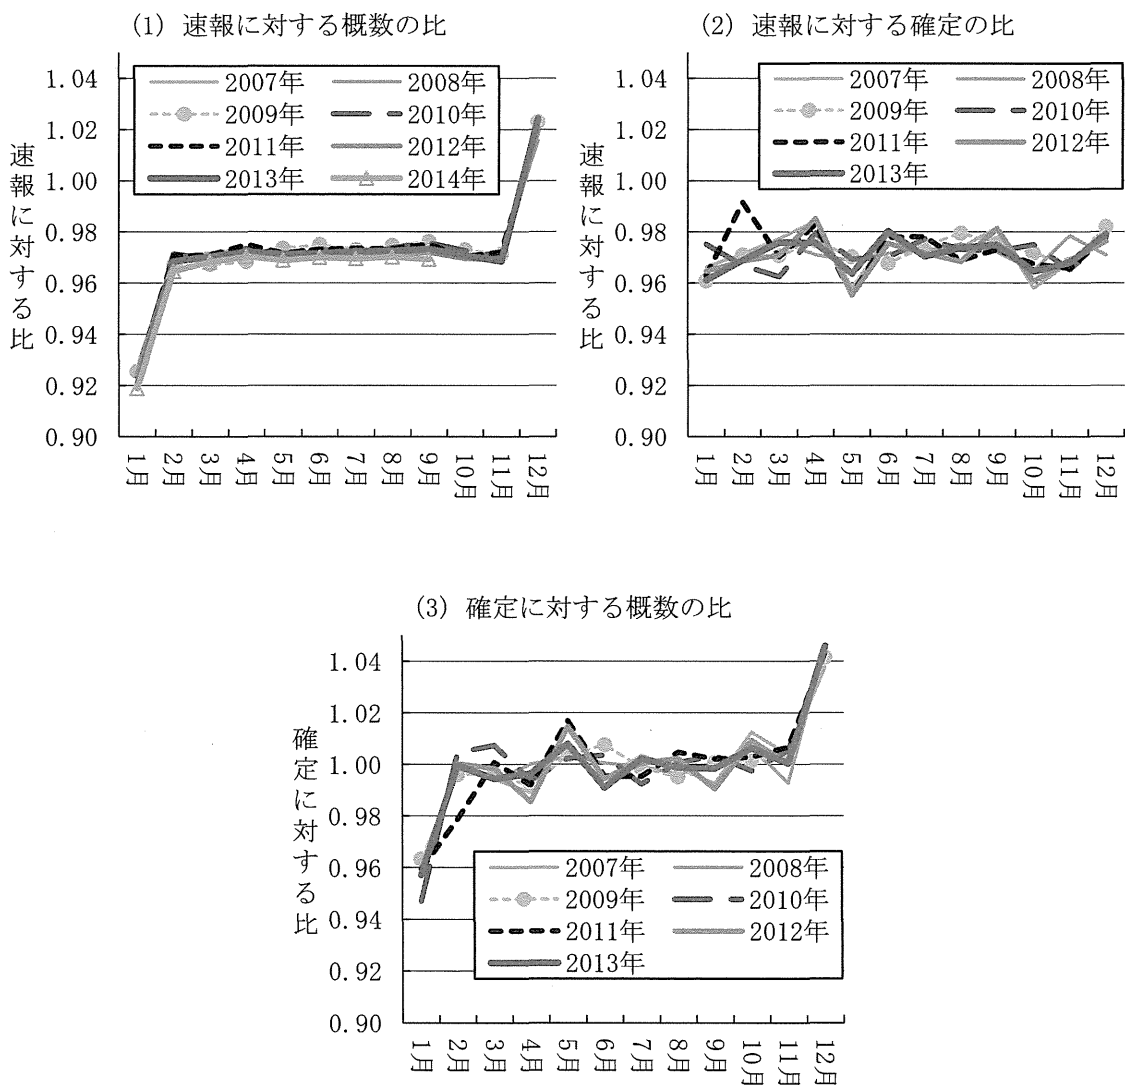 (1) 速報に対する概数の比
1.04
1.02
1.00
0.98
0.96
0.94
0.92
0.90
速報に対する比
2007年 2008年
2009年 2010年
2011年 2012年
2013年 2014年
1月 2月 3月 4月 5月 6月 7月 8月 9月 10月 11月 12月
(2) 速報に対する確定の比
1.04
1.02
1.00
0.98
0.96
0.94
0.92
0.90
速報に対する比
2007年 2008年
2009年 2010年
2011年 2012年
2013年
1月 2月 3月 4月 5月 6月 7月 8月 9月 10月 11月 12月
(3) 確定に対する概数の比
1.04
1.02
1.00
0.98
0.96
0.94
0.92
0.90
確定に対する比
2007年 2008年
2009年 2010年
2011年 2012年
2013年
1月 2月 3月 4月 5月 6月 7月 8月 9月 10月 11月 12月